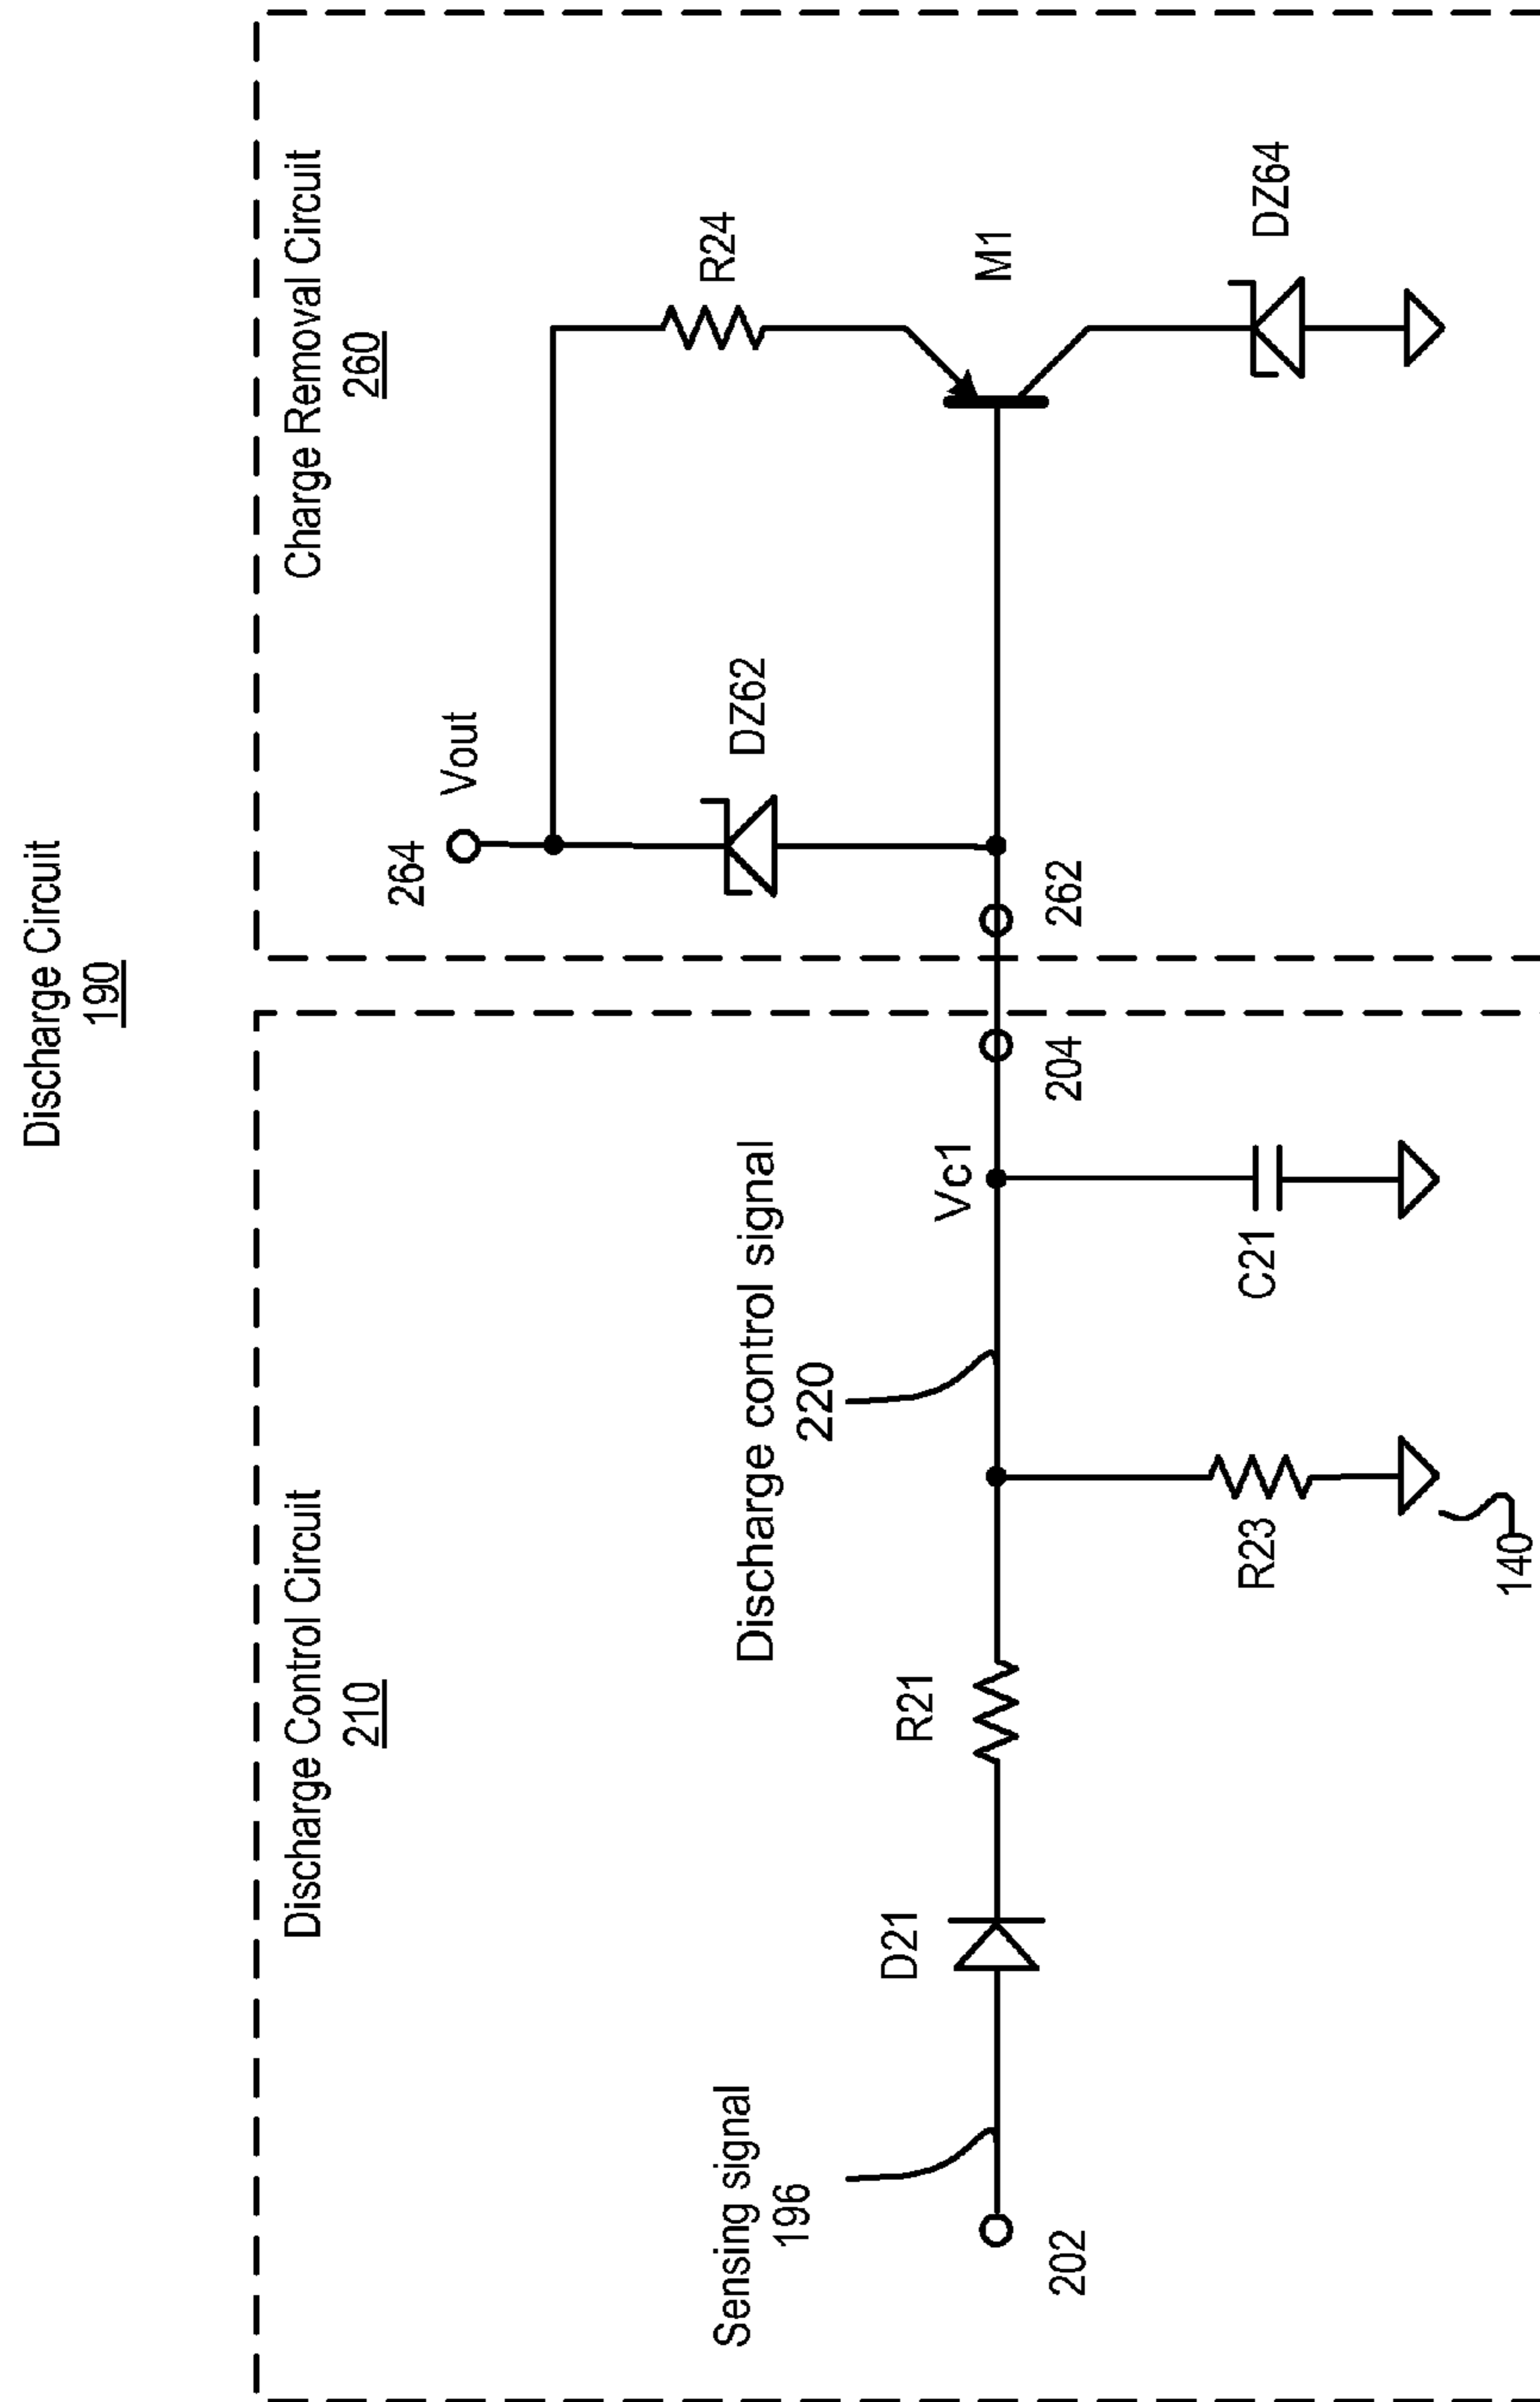 Discharge Circuit
190
Discharge Control Circuit
210
Charge Removal Circuit
260
264
Vout
Sensing signal
196
Discharge control signal
220
DZ62
R24
D21
R21
Vc1
M1
202
204
262
R23
C21
DZ64
140